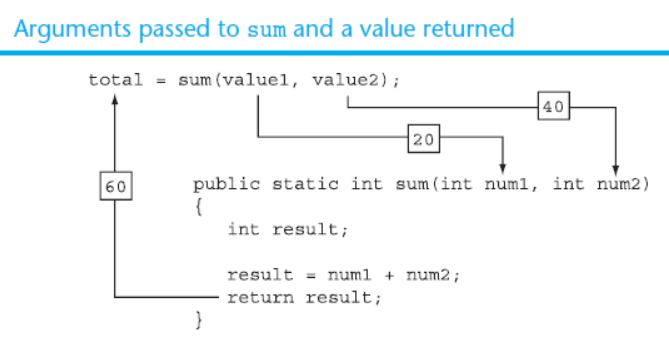 Arguments passed to sum and a value returned
total = sum(value1, value2);
40
20
60
public static int sum(int num1, int num2)
{
int result;
result = num1 + num2;
return result;
}